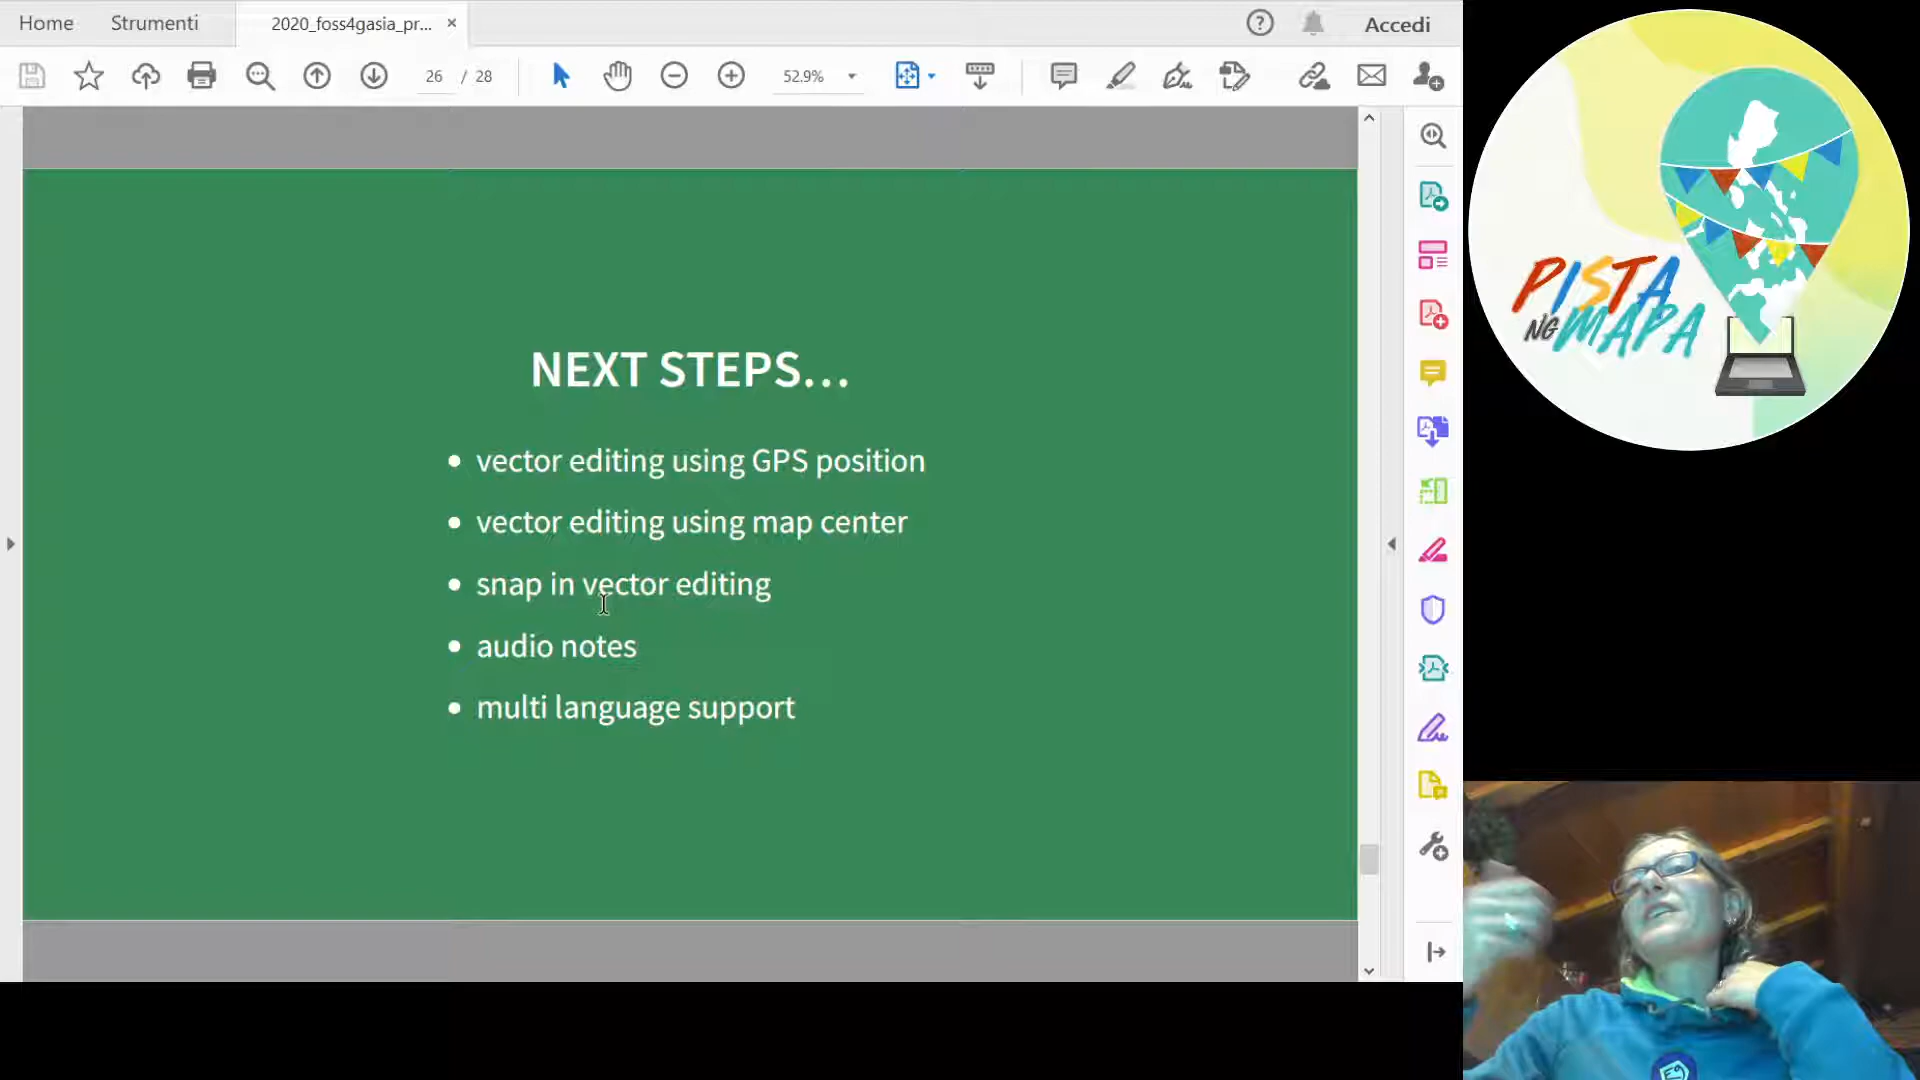 Home
Strumenti
2020_foss4gasia_pr...
Accedi
26 / 28
52.9%
NEXT STEPS...
• vector editing using GPS position
• vector editing using map center
• snap in vector editing
• audio notes
• multi language support
PISTA
NG MAPA